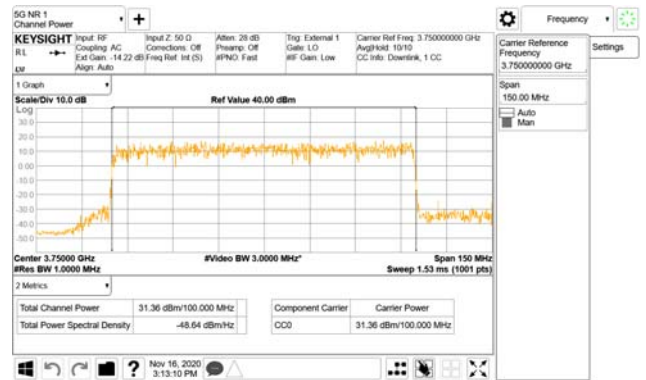 5G NR 1
Channel Power
Frequency
KEYSIGHT
RL
Input: RF
Coupling: AC
Ext Gain: -14.22 dB
Align: Auto
Input Z: 50 Ω
Corrections: Off
Freq Ref: Int (S)
Atten: 28 dB
Preamp: Off
#PNO: Fast
Trig: External 1
Gate: LO
#IF Gain: Low
Carrier Ref Freq: 3.750000000 GHz
Avg|Hold: 10/10
CC Info: Downlink, 1 CC
Carrier Reference
Frequency
3.750000000 GHz
Settings
Span
150.00 MHz
Auto
Man
1 Graph
Scale/Div 10.0 dB
Ref Value 40.00 dBm
Log
30.0
20.0
10.0
0.00
-10.0
-20.0
-30.0
-40.0
-50.0
Center 3.75000 GHz
#Video BW 3.0000 MHz*
Span 150 MHz
#Res BW 1.0000 MHz
Sweep 1.53 ms (1001 pts)
2 Metrics
Total Channel Power
31.36 dBm/100.000 MHz
Total Power Spectral Density
-48.64 dBm/Hz
Component Carrier
Carrier Power
CC0
31.36 dBm/100.000 MHz
?
Nov 16, 2020
3:13:10 PM